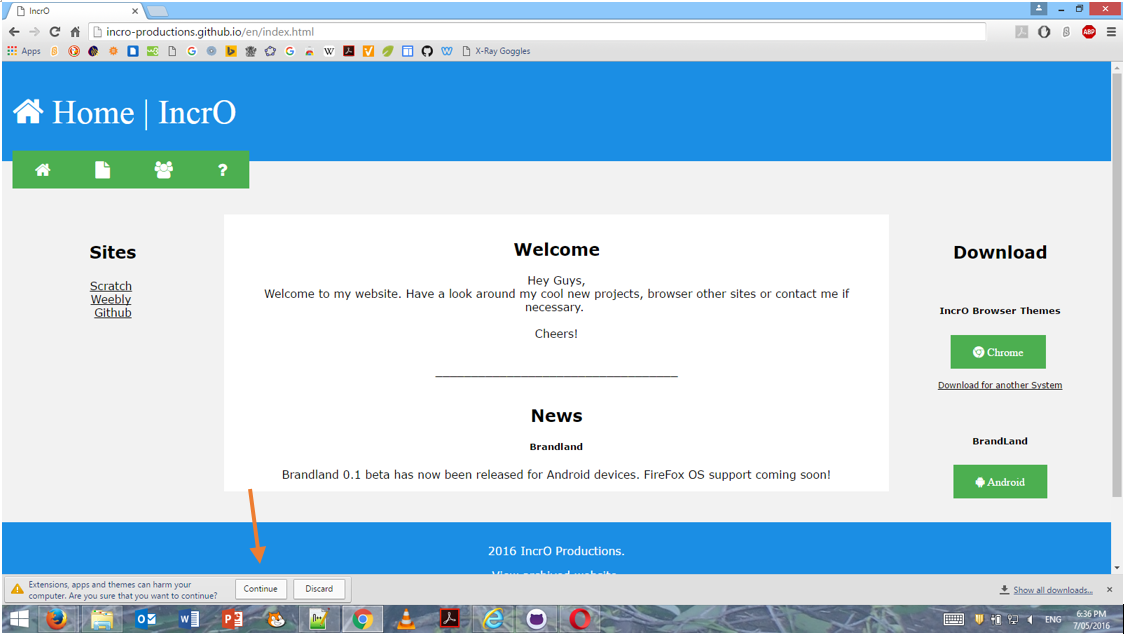 IncrO
incro-productions.github.io/en/index.html
Apps
X-Ray Goggles
Home | IncrO
Sites
Scratch
Weebly
Github
Welcome
Hey Guys,
Welcome to my website. Have a look around my cool new projects, browser other sites or contact me if
necessary.
Cheers!
News
Brandland
Brandland 0.1 beta has now been released for Android devices. FireFox OS support coming soon!
Download
IncrO Browser Themes
Chrome
Download for another System
BrandLand
Android
2016 IncrO Productions.
View archived website
Extensions, apps and themes can harm your
computer. Are you sure that you want to continue?
Continue
Discard
Show all downloads...
ENG
6:36 PM
7/05/2016